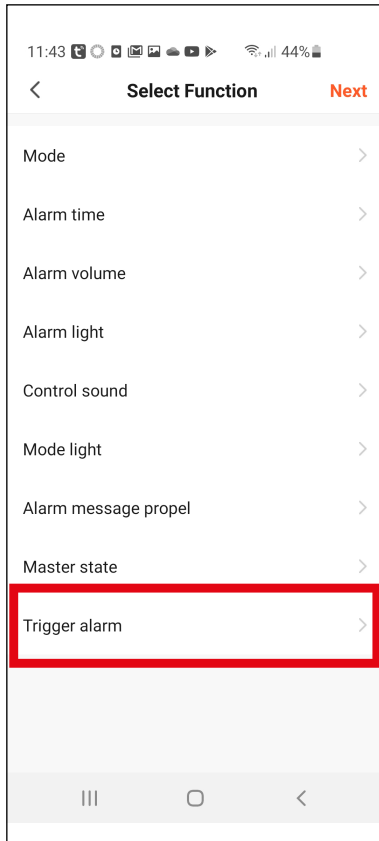 11:43 44%
Select Function Next
Mode
Alarm time
Alarm volume
Alarm light
Control sound
Mode light
Alarm message propel
Master state
Trigger alarm